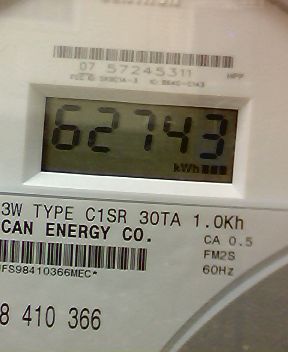 07 57245311
HPP
62743
kWh
3W TYPE C1SR 30TA 1.0Kh
CAN ENERGY CO.
CA 0.5
FM2S
60Hz
FS98410366MEC*
8 410 366